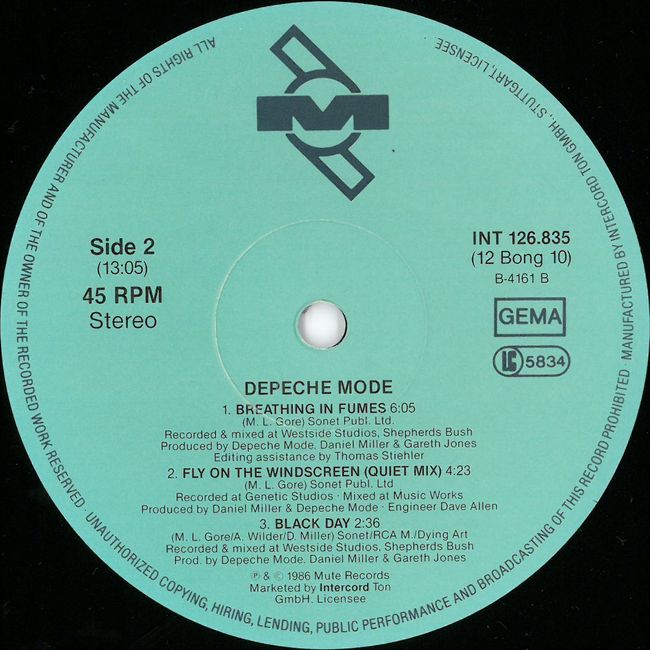 M
Side 2
(13:05)
45 RPM
Stereo
INT 126.835
(12 Bong 10)
B-4161 B
GEMA
LC 5834
DEPECHE MODE
1. BREATHING IN FUMES 6:05
(M. L. Gore) Sonet Publ. Ltd.
Recorded & mixed at Westside Studios, Shepherds Bush
Produced by Depeche Mode, Daniel Miller & Gareth Jones
Editing assistance by Thomas Stiehler
2. FLY ON THE WINDSCREEN (QUIET MIX) 4:23
(M. L. Gore) Sonet Publ. Ltd
Recorded at Genetic Studios · Mixed at Music Works
Produced by Daniel Miller & Depeche Mode · Engineer Dave Allen
3. BLACK DAY 2:36
(M. L. Gore/A. Wilder/D. Miller) Sonet/RCA M./Dying Art
Recorded & mixed at Westside Studios, Shepherds Bush
Prod. by Depeche Mode, Daniel Miller & Gareth Jones
℗ & © 1986 Mute Records
Marketed by Intercord Ton
GmbH. Licensee
ALL RIGHTS OF THE MANUFACTURER AND OF THE OWNER OF THE RECORDED WORK RESERVED · UNAUTHORIZED COPYING, HIRING, LENDING, PUBLIC PERFORMANCE AND BROADCASTING OF THIS RECORD PROHIBITED · MANUFACTURED BY INTERCORD TON GMBH., STUTTGART, LICENSEE